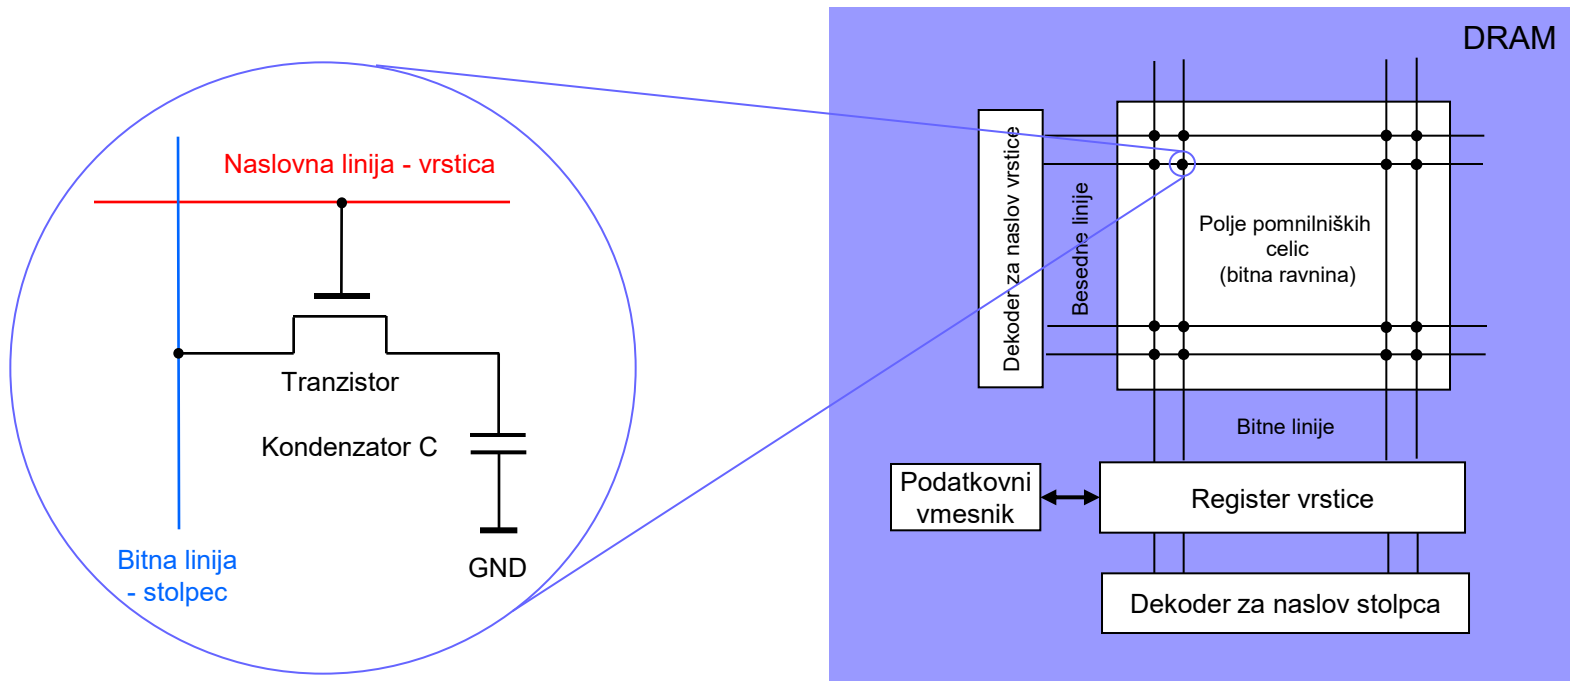 DRAM
Naslovna linija - vrstica
Tranzistor
Kondenzator C
GND
Bitna linija
- stolpec
Dekoder za naslov vrstice
Besedne linije
Polje pomnilniških
celic
(bitna ravnina)
Bitne linije
Podatkovni
vmesnik
Register vrstice
Dekoder za naslov stolpca